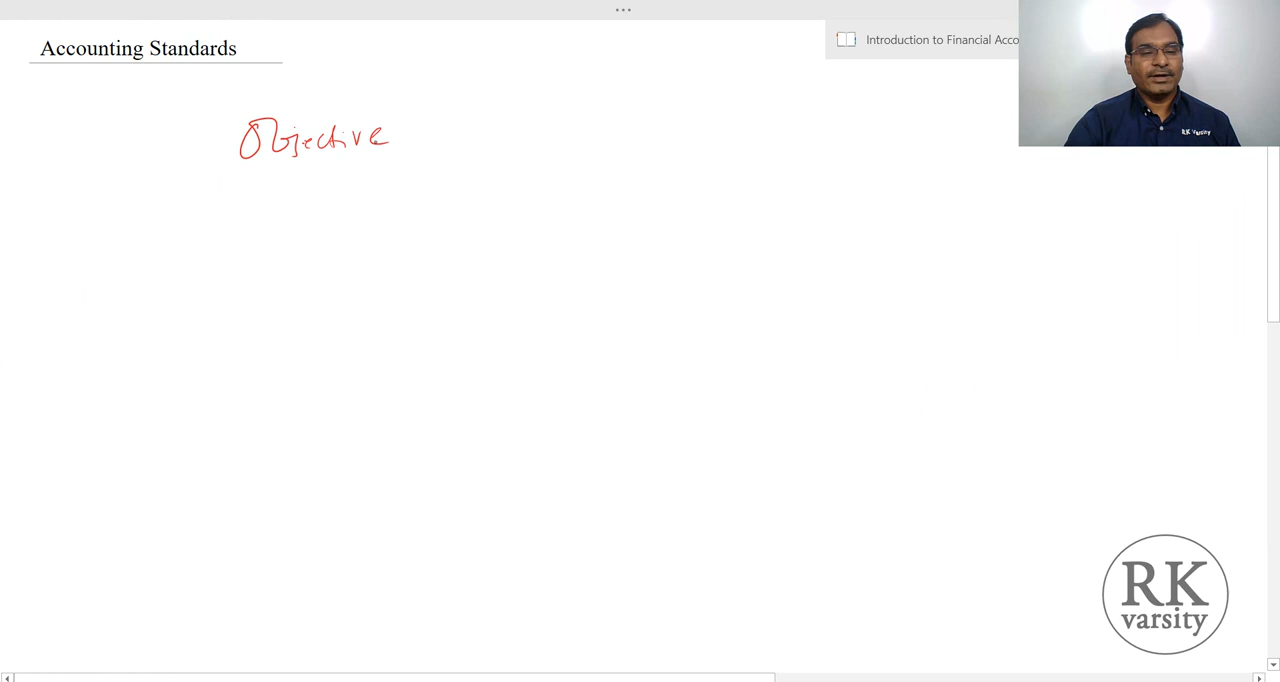 Accounting Standards
Introduction to Financial Acco
Objective
RK Varsity
RK
varsity